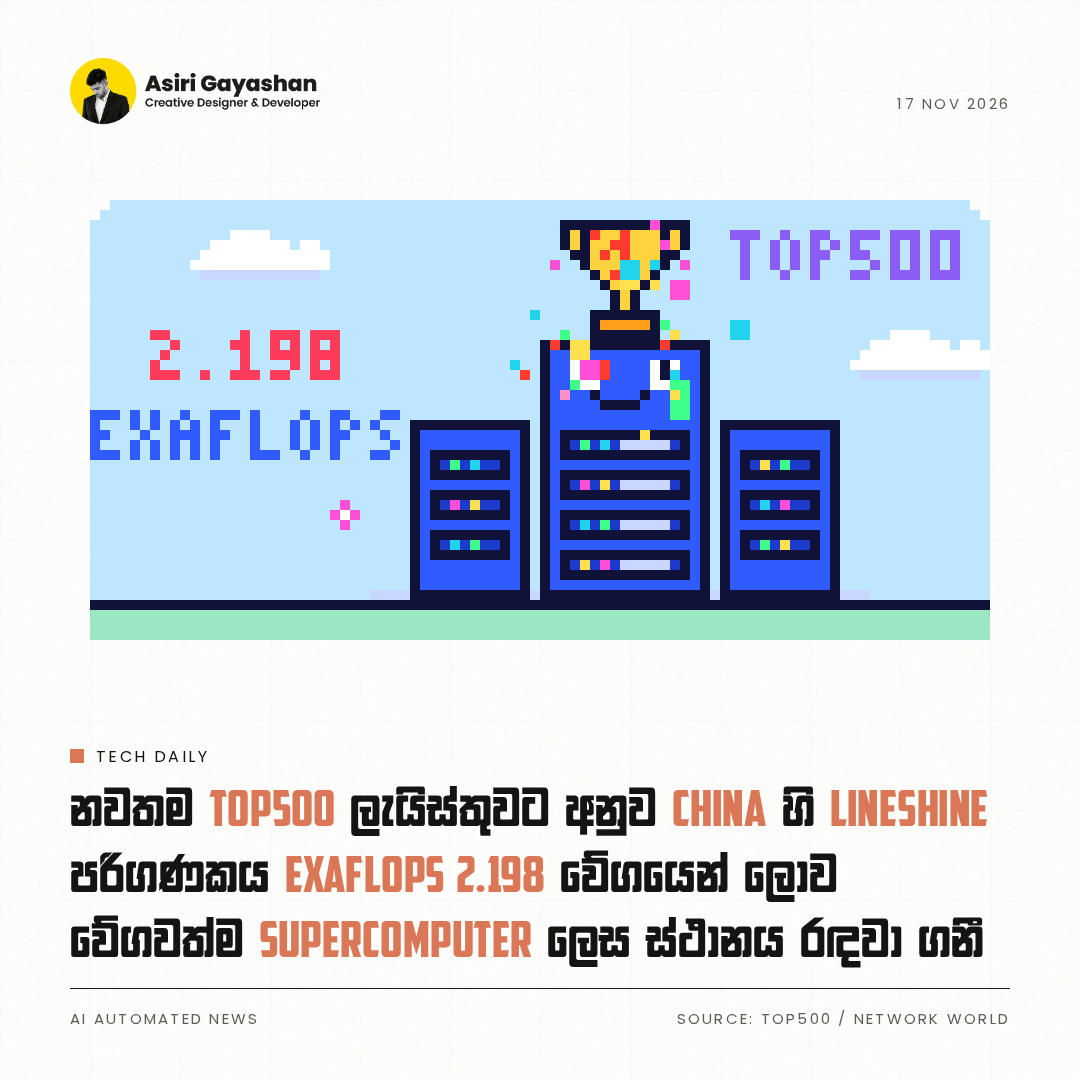 Asiri Gayashan
Creative Designer & Developer
17 NOV 2026
TOP500
2.198
EXAFLOPS
TECH DAILY
නවතම TOP500 ලැයිස්තුවට අනුව CHINA හි LINESHINE
පරිගණකය EXAFLOPS 2.198 වේගයෙන් ලොව
වේගවත්ම SUPERCOMPUTER ලෙස ස්ථානය රඳවා ගනී
AI AUTOMATED NEWS
SOURCE: TOP500 / NETWORK WORLD